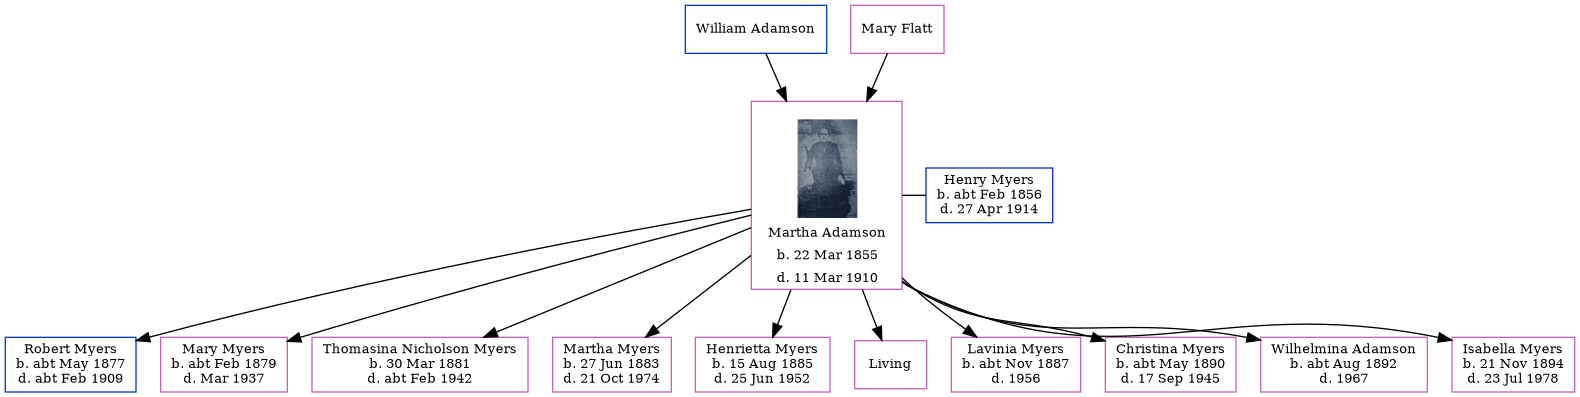 William Adamson
Mary Flatt
Martha Adamson
b. 22 Mar 1855
d. 11 Mar 1910
Henry Myers
b. abt Feb 1856
d. 27 Apr 1914
Robert Myers
b. abt May 1877
d. abt Feb 1909
Mary Myers
b. abt Feb 1879
d. Mar 1937
Thomasina Nicholson Myers
b. 30 Mar 1881
d. abt Feb 1942
Martha Myers
b. 27 Jun 1883
d. 21 Oct 1974
Henrietta Myers
b. 15 Aug 1885
d. 25 Jun 1952
Living
Lavinia Myers
b. abt Nov 1887
d. 1956
Christina Myers
b. abt May 1890
d. 17 Sep 1945
Wilhelmina Adamson
b. abt Aug 1892
d. 1967
Isabella Myers
b. 21 Nov 1894
d. 23 Jul 1978